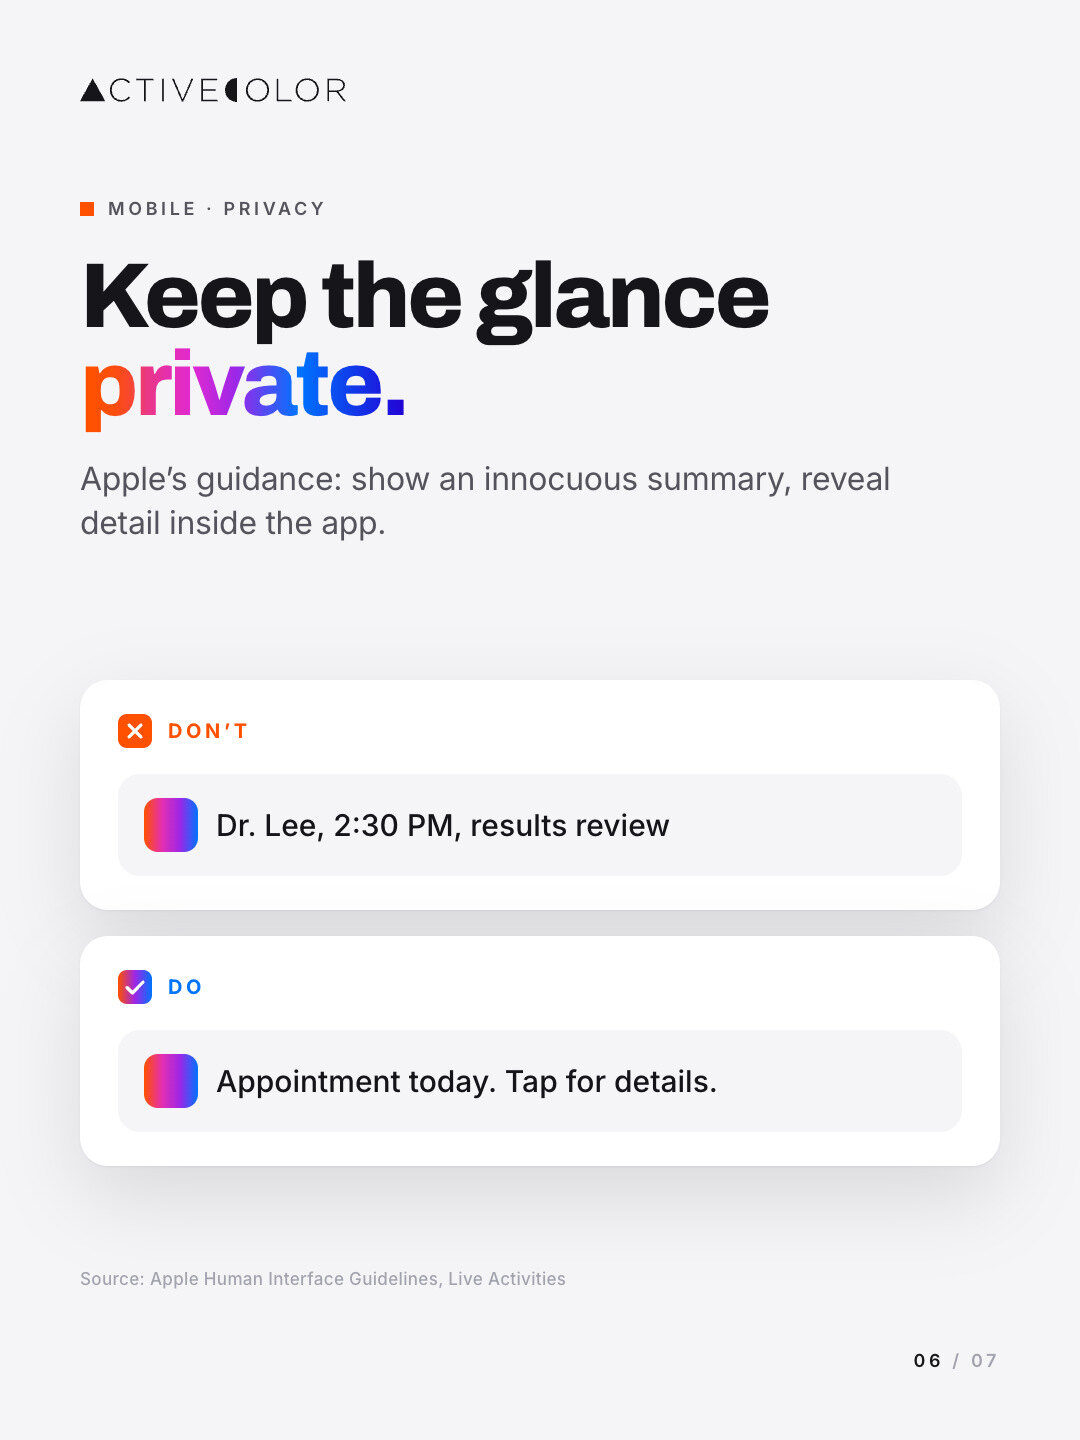 ACTIVECOLOR
MOBILE · PRIVACY
Keep the glance
private.
Apple’s guidance: show an innocuous summary, reveal
detail inside the app.
DON’T
Dr. Lee, 2:30 PM, results review
DO
Appointment today. Tap for details.
Source: Apple Human Interface Guidelines, Live Activities
06 / 07